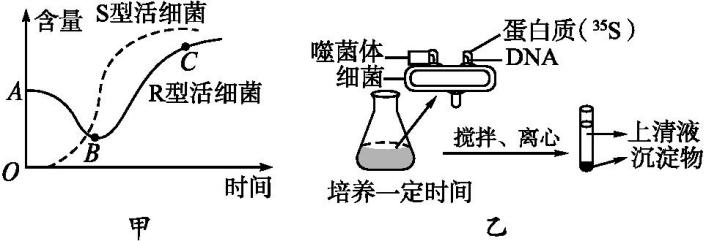 含量
S型活细菌
A
B
C
R型活细菌
O
时间
甲
噬菌体
细菌
蛋白质(³⁵S)
DNA
搅拌、离心
培养一定时间
上清液
沉淀物
乙